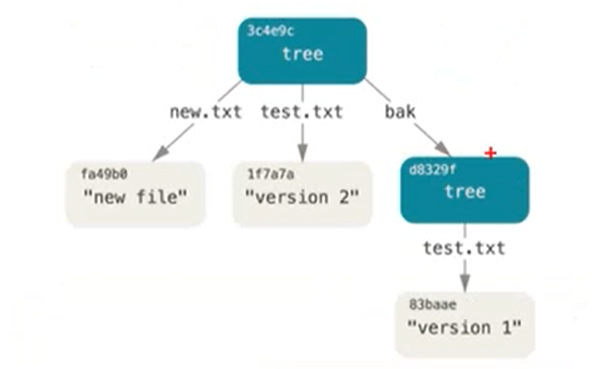 3c4e9c
tree
new.txt test.txt bak
fa49b0
"new file"
1f7a7a
"version 2"
d8329f
tree
test.txt
83baae
"version 1"